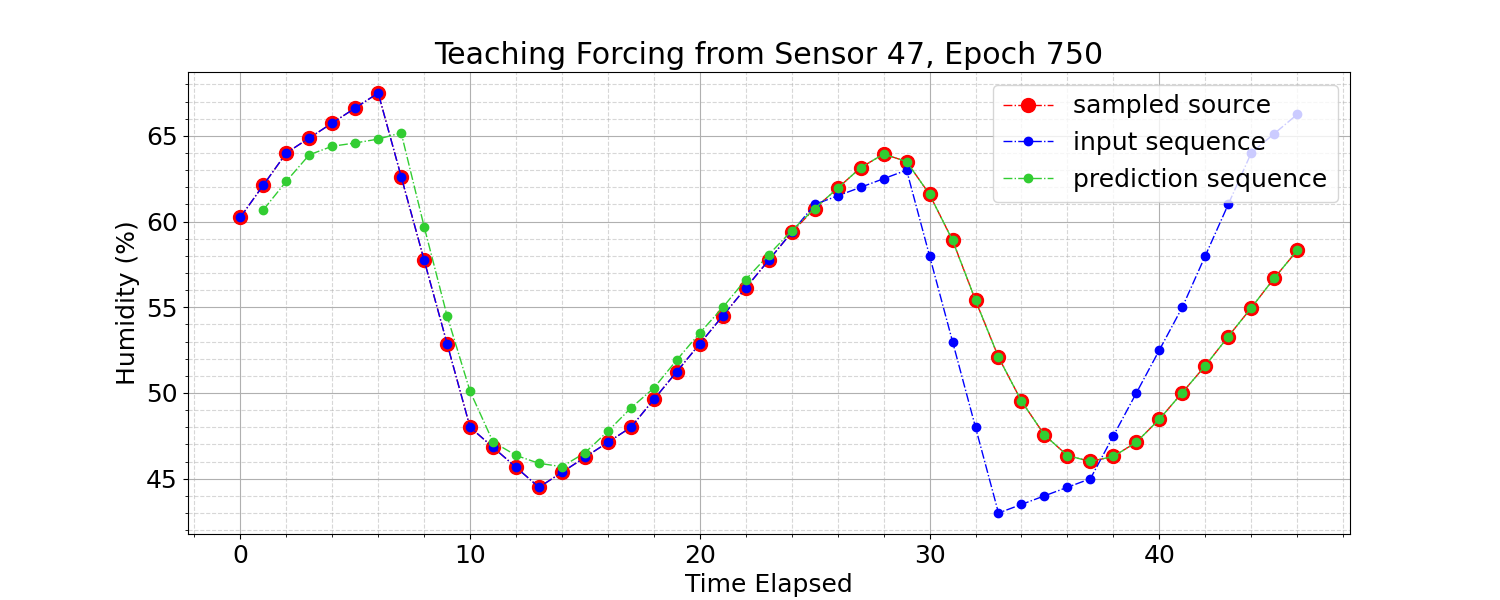 Teaching Forcing from Sensor 47, Epoch 750
sampled source
input sequence
prediction sequence
Humidity (%)
65
60
55
50
45
0 10 20 30 40
Time Elapsed